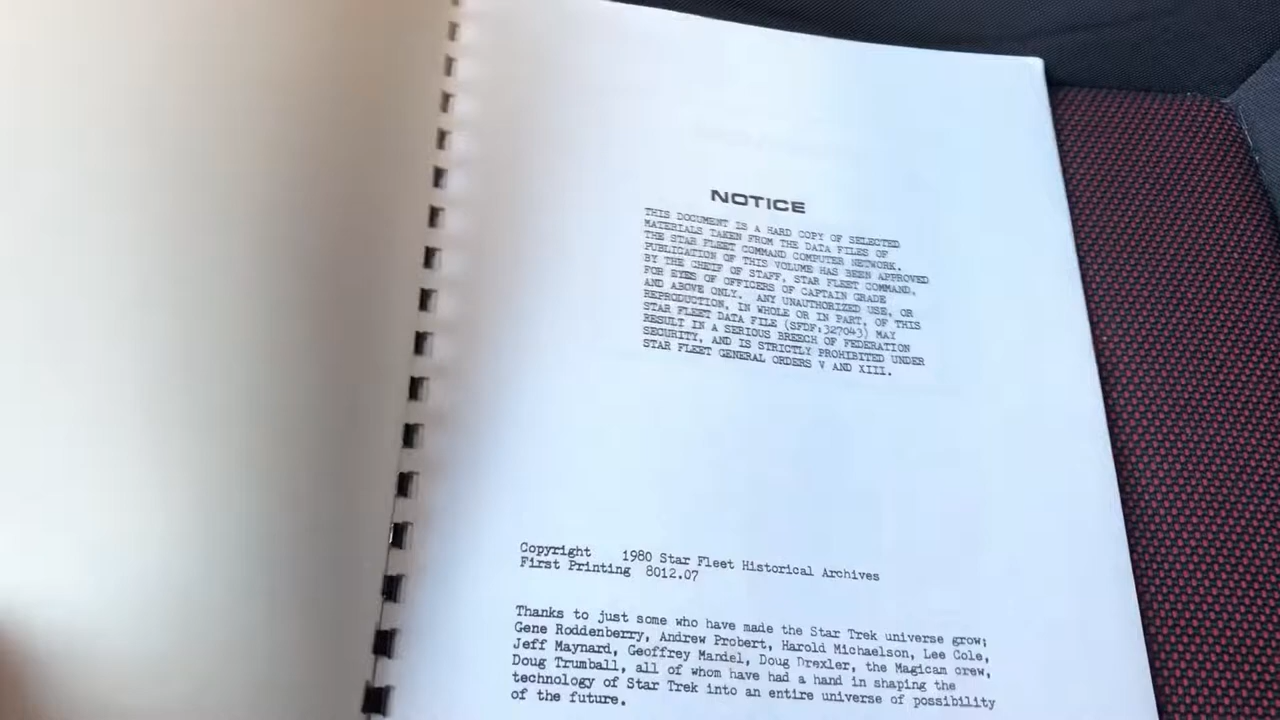 NOTICE
THIS DOCUMENT IS A HARD COPY OF SELECTED
MATERIALS TAKEN FROM THE DATA FILES OF
THE STAR FLEET COMMAND COMPUTER NETWORK.
PUBLICATION OF THIS VOLUME HAS BEEN APPROVED
BY THE CHEIF OF STAFF, STAR FLEET COMMAND,
FOR EYES OF OFFICERS OF CAPTAIN GRADE
AND ABOVE ONLY. ANY UNAUTHORIZED USE, OR
REPRODUCTION, IN WHOLE OR IN PART, OF THIS
STAR FLEET DATA FILE (SFDF:327043) MAY
RESULT IN A SERIOUS BREECH OF FEDERATION
SECURITY, AND IS STRICTLY PROHIBITED UNDER
STAR FLEET GENERAL ORDERS V AND XIII.
Copyright 1980 Star Fleet Historical Archives
First Printing 8012.07
Thanks to just some who have made the Star Trek universe grow;
Gene Roddenberry, Andrew Probert, Harold Michaelson, Lee Cole,
Jeff Maynard, Geoffrey Mandel, Doug Drexler, the Magicam crew,
Doug Trumball, all of whom have had a hand in shaping the
technology of Star Trek into an entire universe of possibility
of the future.